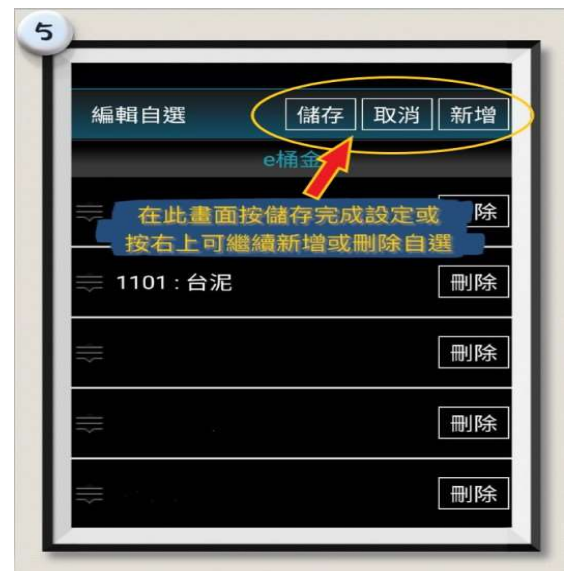 5
編輯自選 儲存 取消 新增
e桶金
在此畫面按儲存完成設定或 除
按右上可繼續新增或刪除自選
1101 : 台泥 刪除
刪除
刪除
刪除